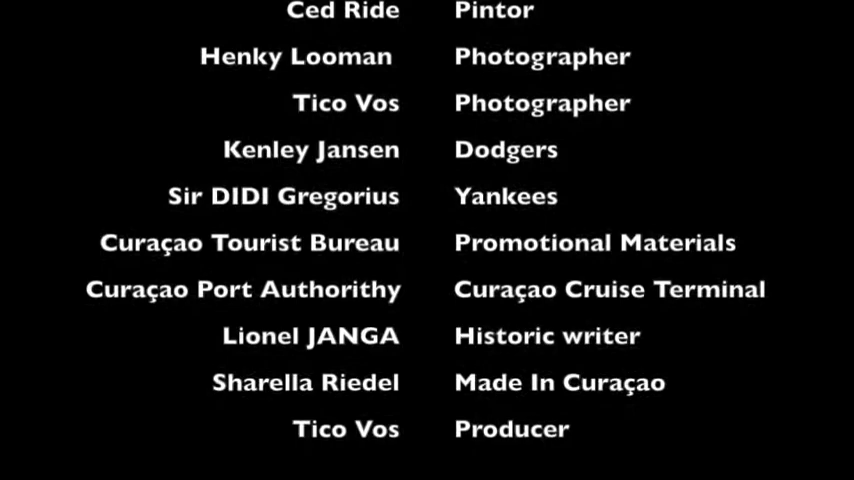 Ced Ride Pintor
Henky Looman Photographer
Tico Vos Photographer
Kenley Jansen Dodgers
Sir DIDI Gregorius Yankees
Curaçao Tourist Bureau Promotional Materials
Curaçao Port Authorithy Curaçao Cruise Terminal
Lionel JANGA Historic writer
Sharella Riedel Made In Curaçao
Tico Vos Producer